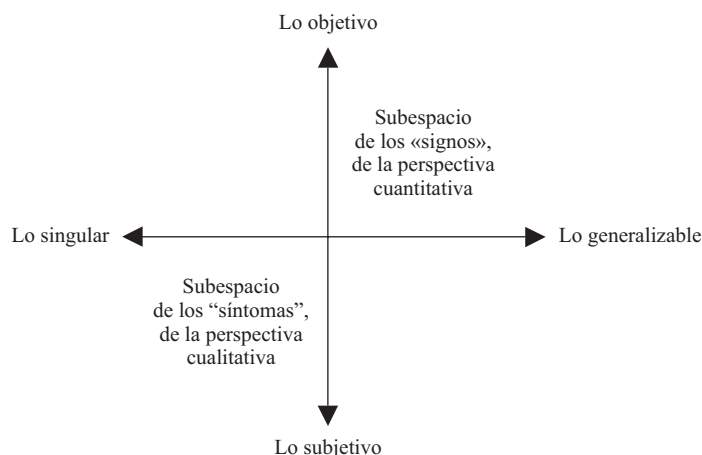 Lo objetivo
Subespacio
de los «signos»,
de la perspectiva
cuantitativa
Lo singular
Lo generalizable
Subespacio
de los “síntomas”,
de la perspectiva
cualitativa
Lo subjetivo